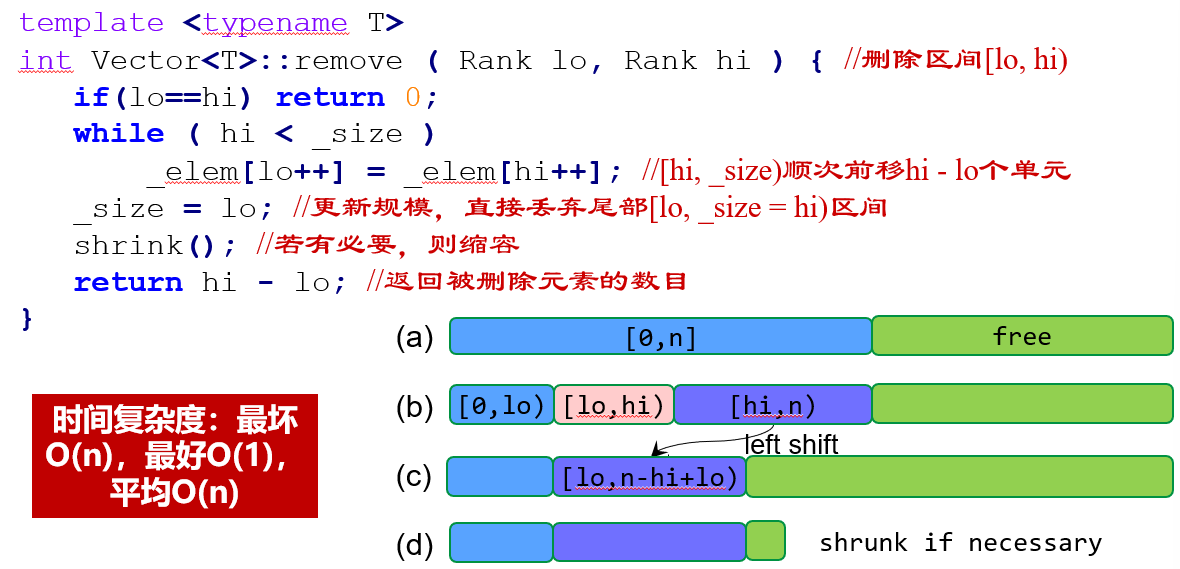 template <typename T>
int Vector<T>::remove ( Rank lo, Rank hi ) { //删除区间[lo, hi)
if(lo==hi) return 0;
while ( hi < _size )
_elem[lo++] = _elem[hi++]; //[hi, _size)顺次前移hi - lo个单元
_size = lo; //更新规模，直接丢弃尾部[lo, _size = hi)区间
shrink(); //若有必要，则缩容
return hi - lo; //返回被删除元素的数目
}
(a) [0,n] free
(b) [0,lo) [lo,hi) [hi,n)
left shift
(c) [lo,n-hi+lo)
(d) shrunk if necessary
时间复杂度：最坏
O(n)，最好O(1)，
平均O(n)